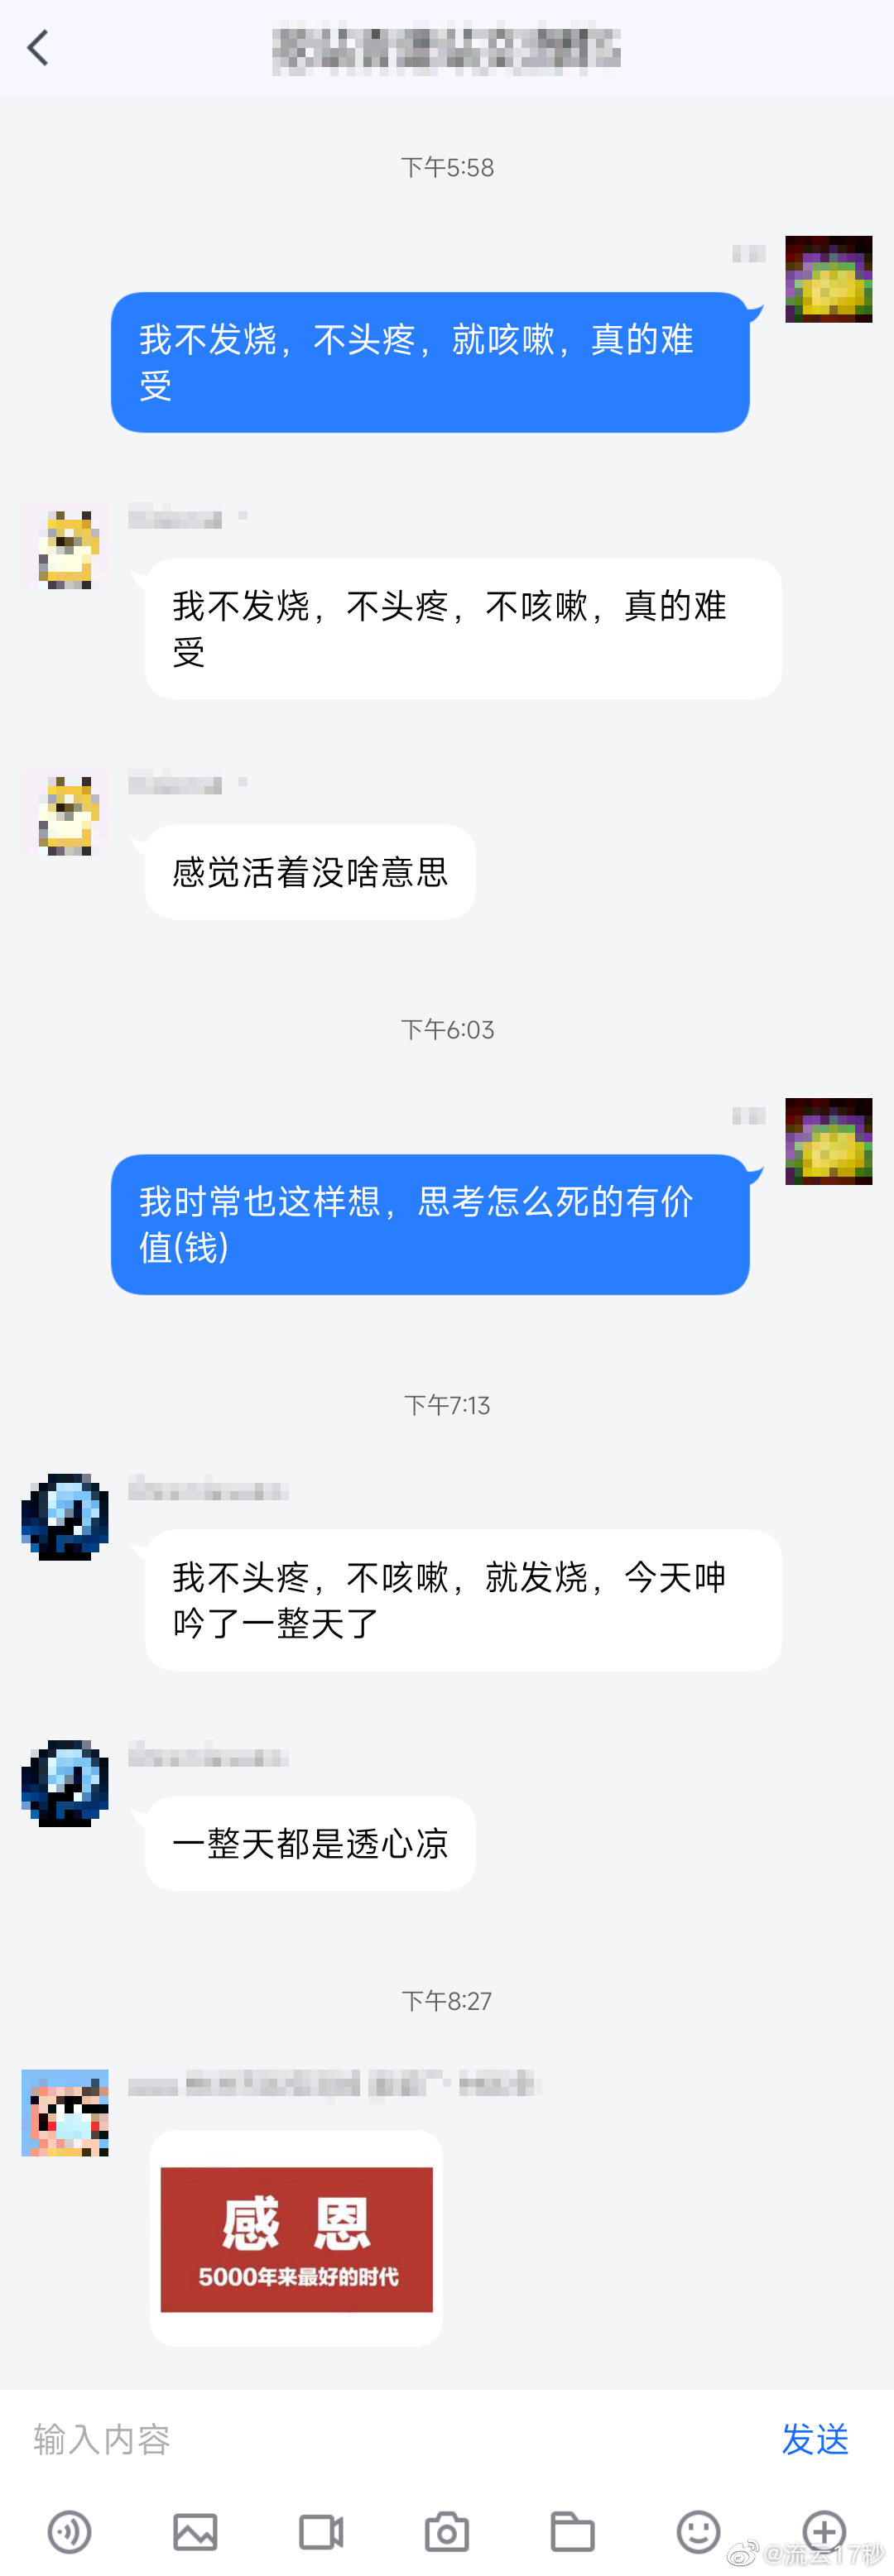 下午5:58
我不发烧，不头疼，就咳嗽，真的难
受
我不发烧，不头疼，不咳嗽，真的难
受
感觉活着没啥意思
下午6:03
我时常也这样想，思考怎么死的有价
值(钱)
下午7:13
我不头疼，不咳嗽，就发烧，今天呻
吟了一整天了
一整天都是透心凉
下午8:27
感 恩
5000年来最好的时代
输入内容
发送
@流云17秒